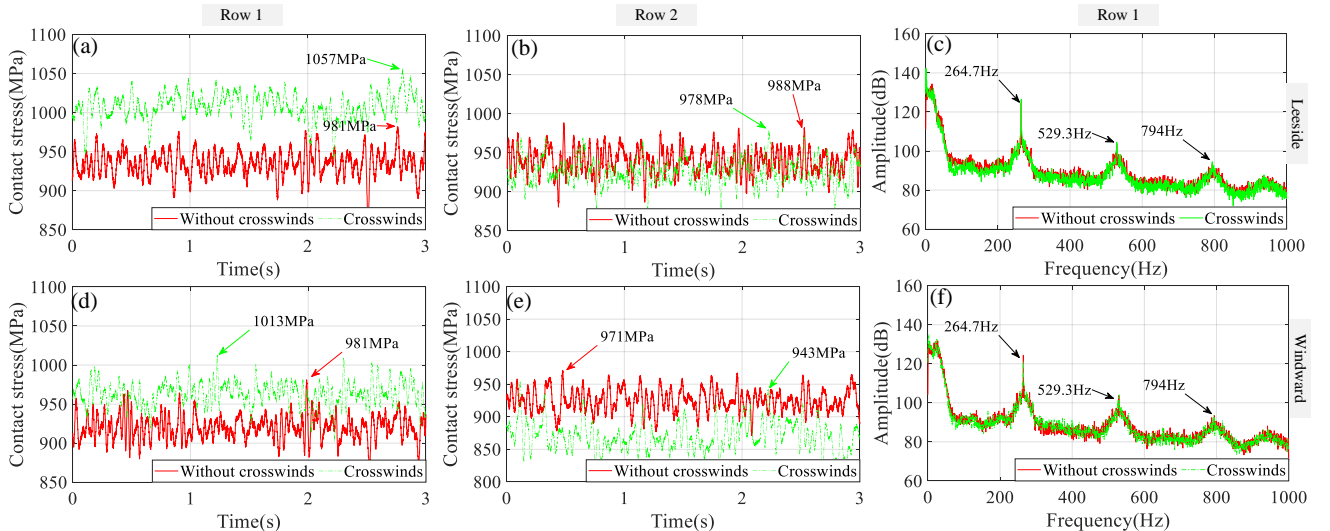 Row 1
Row 2
Row 1
(a)
Contact stress(MPa)
1100
1050
1000
950
900
850
1057MPa
981MPa
Without crosswinds
Crosswinds
0
1
2
3
Time(s)
(b)
Contact stress(MPa)
1100
1050
1000
950
900
850
988MPa
978MPa
Without crosswinds
Crosswinds
0
1
2
3
Time(s)
(c)
Amplitude(dB)
160
140
120
100
80
60
264.7Hz
529.3Hz
794Hz
Without crosswinds
Crosswinds
0
200
400
600
800
1000
Frequency(Hz)
Leeside
(d)
Contact stress(MPa)
1100
1050
1000
950
900
850
1013MPa
981MPa
Without crosswinds
Crosswinds
0
1
2
3
Time(s)
(e)
Contact stress(MPa)
1100
1050
1000
950
900
850
800
971MPa
943MPa
Without crosswinds
Crosswinds
0
1
2
3
Time(s)
(f)
Amplitude(dB)
160
140
120
100
80
60
264.7Hz
529.3Hz
794Hz
Without crosswinds
Crosswinds
0
200
400
600
800
1000
Frequency(Hz)
Windward